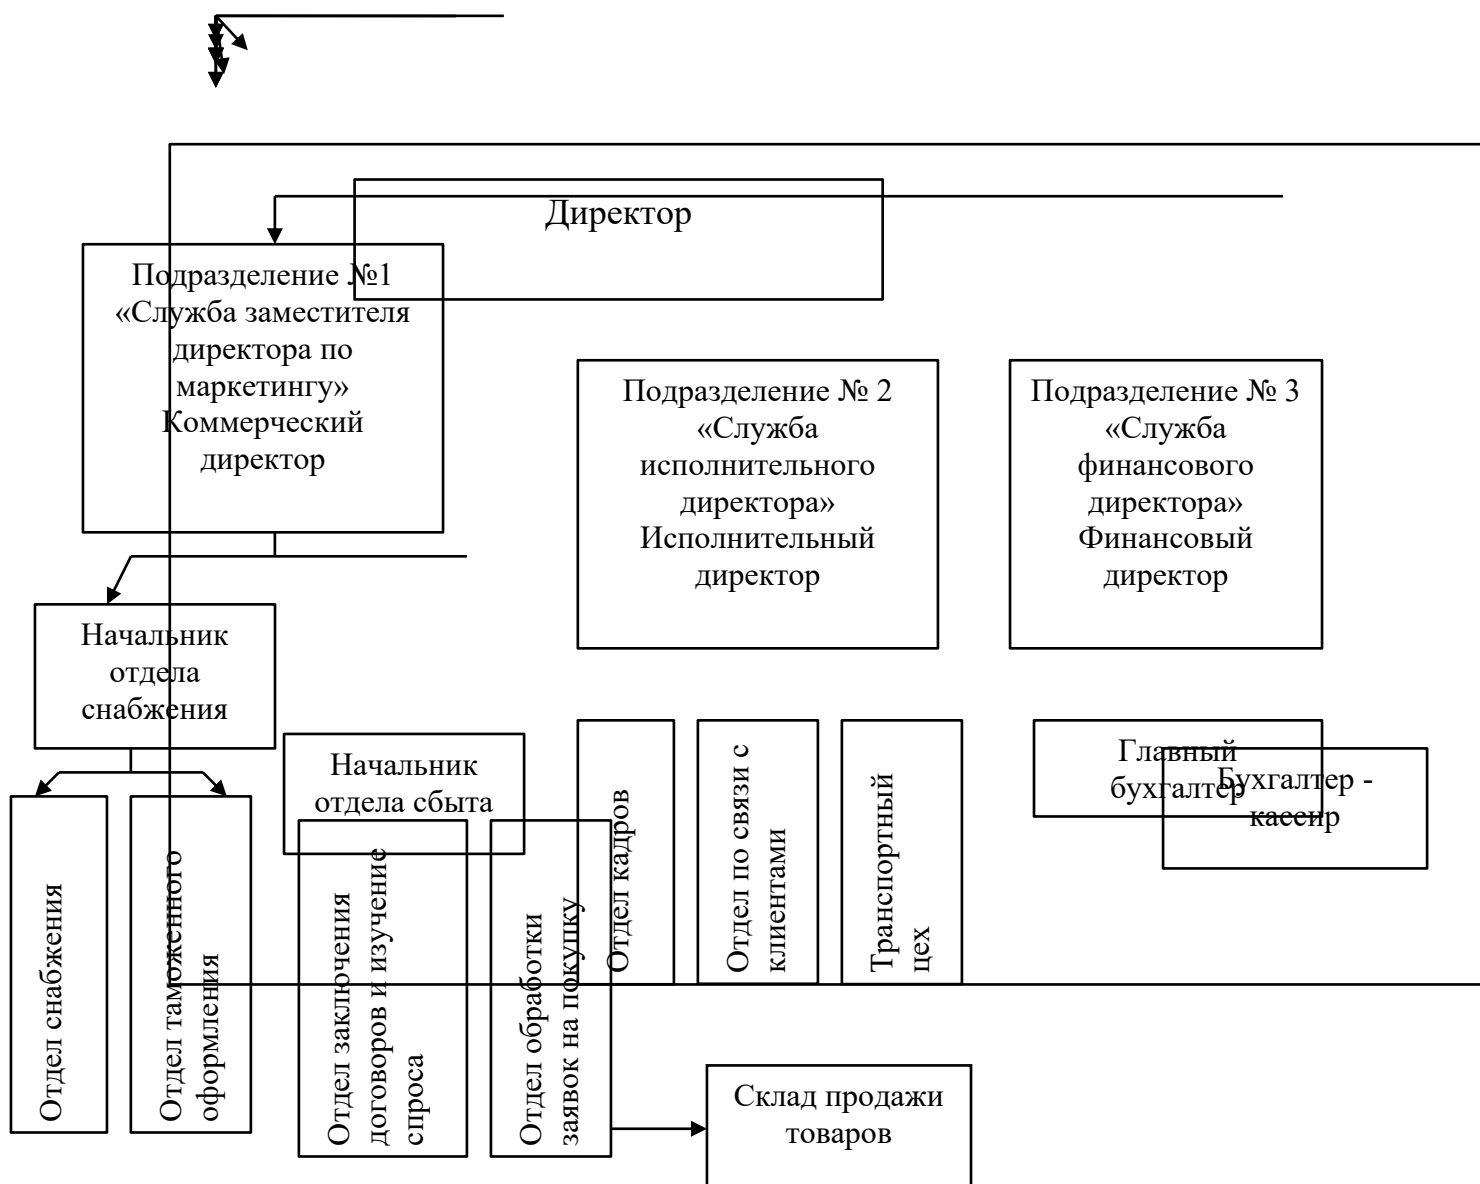 Директор
Подразделение №1
«Служба заместителя
директора по
маркетингу»
Коммерческий
директор
Подразделение № 2
«Служба
исполнительного
директора»
Исполнительный
директор
Подразделение № 3
«Служба
финансового
директора»
Финансовый
директор
Начальник
отдела
снабжения
Начальник
отдела сбыта
Главный
бухгалтер
Бухгалтер -
кассир
Отдел снабжения
Отдел таможенного
оформления
Отдел заключения
договоров и изучение
спроса
Отдел обработки
заявок на покупку
Отдел кадров
Отдел по связи с
клиентами
Транспортный
цех
Склад продажи
товаров